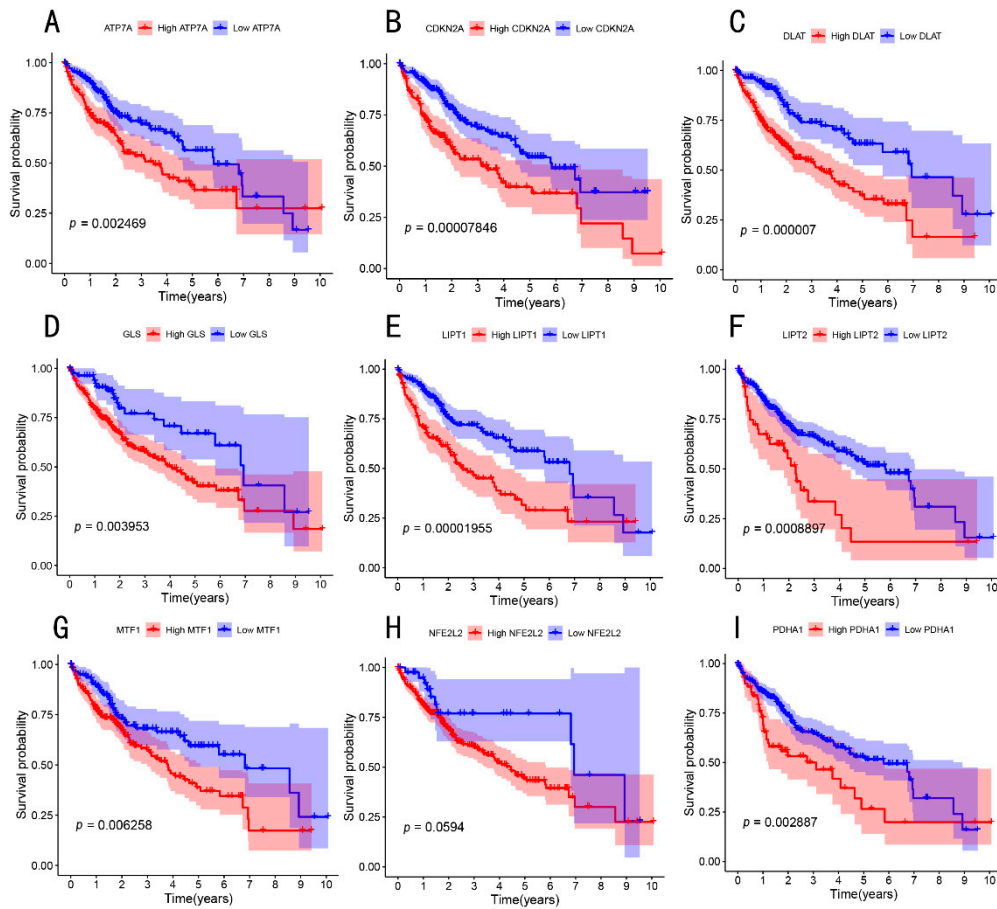 A
ATP7A High ATP7A Low ATP7A
Survival probability
1.00
0.75
0.50
0.25
0.00
p = 0.002469
0 1 2 3 4 5 6 7 8 9 10
Time(years)
B
CDKN2A High CDKN2A Low CDKN2A
Survival probability
1.00
0.75
0.50
0.25
0.00
p = 0.00007846
0 1 2 3 4 5 6 7 8 9 10
Time(years)
C
DLAT High DLAT Low DLAT
Survival probability
1.00
0.75
0.50
0.25
0.00
p = 0.000007
0 1 2 3 4 5 6 7 8 9 10
Time(years)
D
GLS High GLS Low GLS
Survival probability
1.00
0.75
0.50
0.25
0.00
p = 0.003953
0 1 2 3 4 5 6 7 8 9 10
Time(years)
E
LIPT1 High LIPT1 Low LIPT1
Survival probability
1.00
0.75
0.50
0.25
0.00
p = 0.00001955
0 1 2 3 4 5 6 7 8 9 10
Time(years)
F
LIPT2 High LIPT2 Low LIPT2
Survival probability
1.00
0.75
0.50
0.25
0.00
p = 0.0008897
0 1 2 3 4 5 6 7 8 9 10
Time(years)
G
MTF1 High MTF1 Low MTF1
Survival probability
1.00
0.75
0.50
0.25
0.00
p = 0.006258
0 1 2 3 4 5 6 7 8 9 10
Time(years)
H
NFE2L2 High NFE2L2 Low NFE2L2
Survival probability
1.00
0.75
0.50
0.25
0.00
p = 0.0594
0 1 2 3 4 5 6 7 8 9 10
Time(years)
I
PDHA1 High PDHA1 Low PDHA1
Survival probability
1.00
0.75
0.50
0.25
0.00
p = 0.002887
0 1 2 3 4 5 6 7 8 9 10
Time(years)